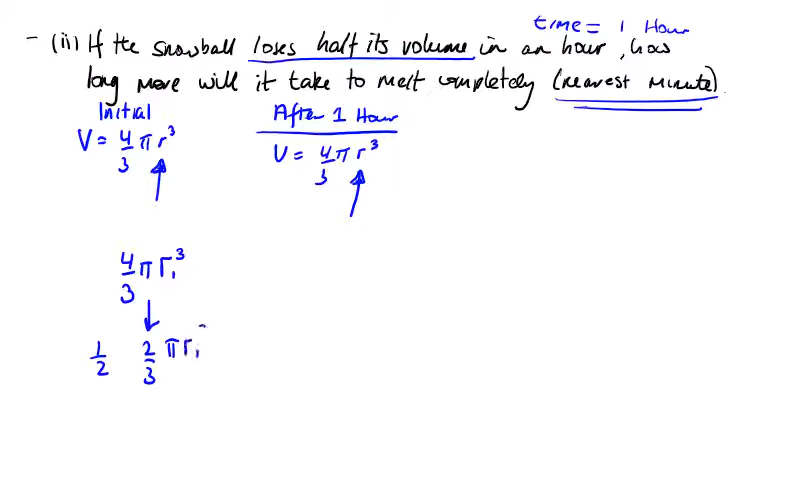 time = 1 Hour
- (ii) If the snowball loses half its volume in an hour, how
long more will it take to melt completely (nearest minute)
Initial
V = 4/3 π r³
After 1 Hour
V = 4/3 π r³
4/3 π r₁³
1/2 2/3 π r₁